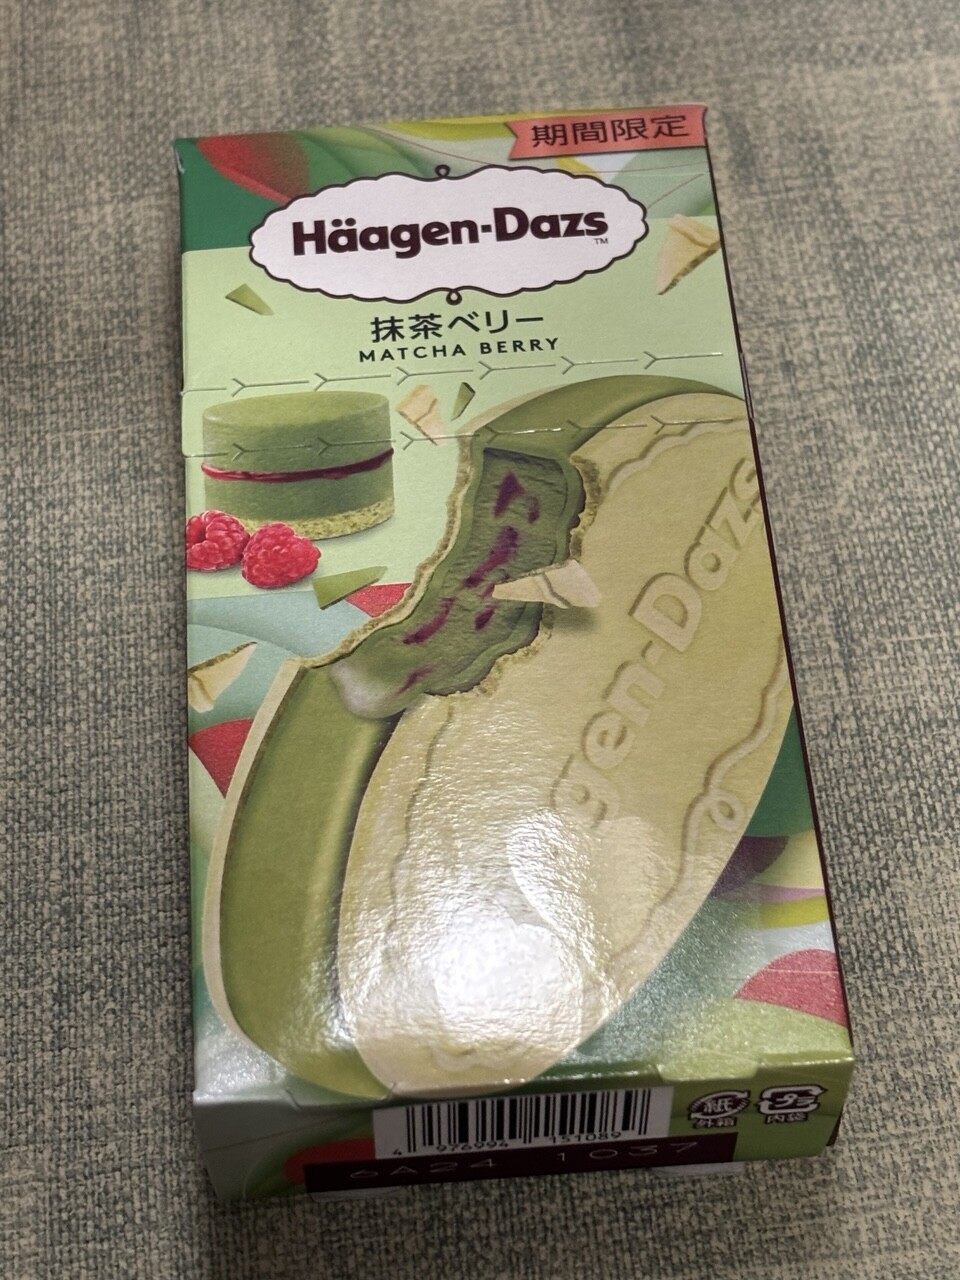 期間限定
Häagen-Dazs
TM
抹茶ベリー
MATCHA BERRY
gen-Dazs
紙
外箱
プラ
内袋
4 976994 151089
6A24 1037